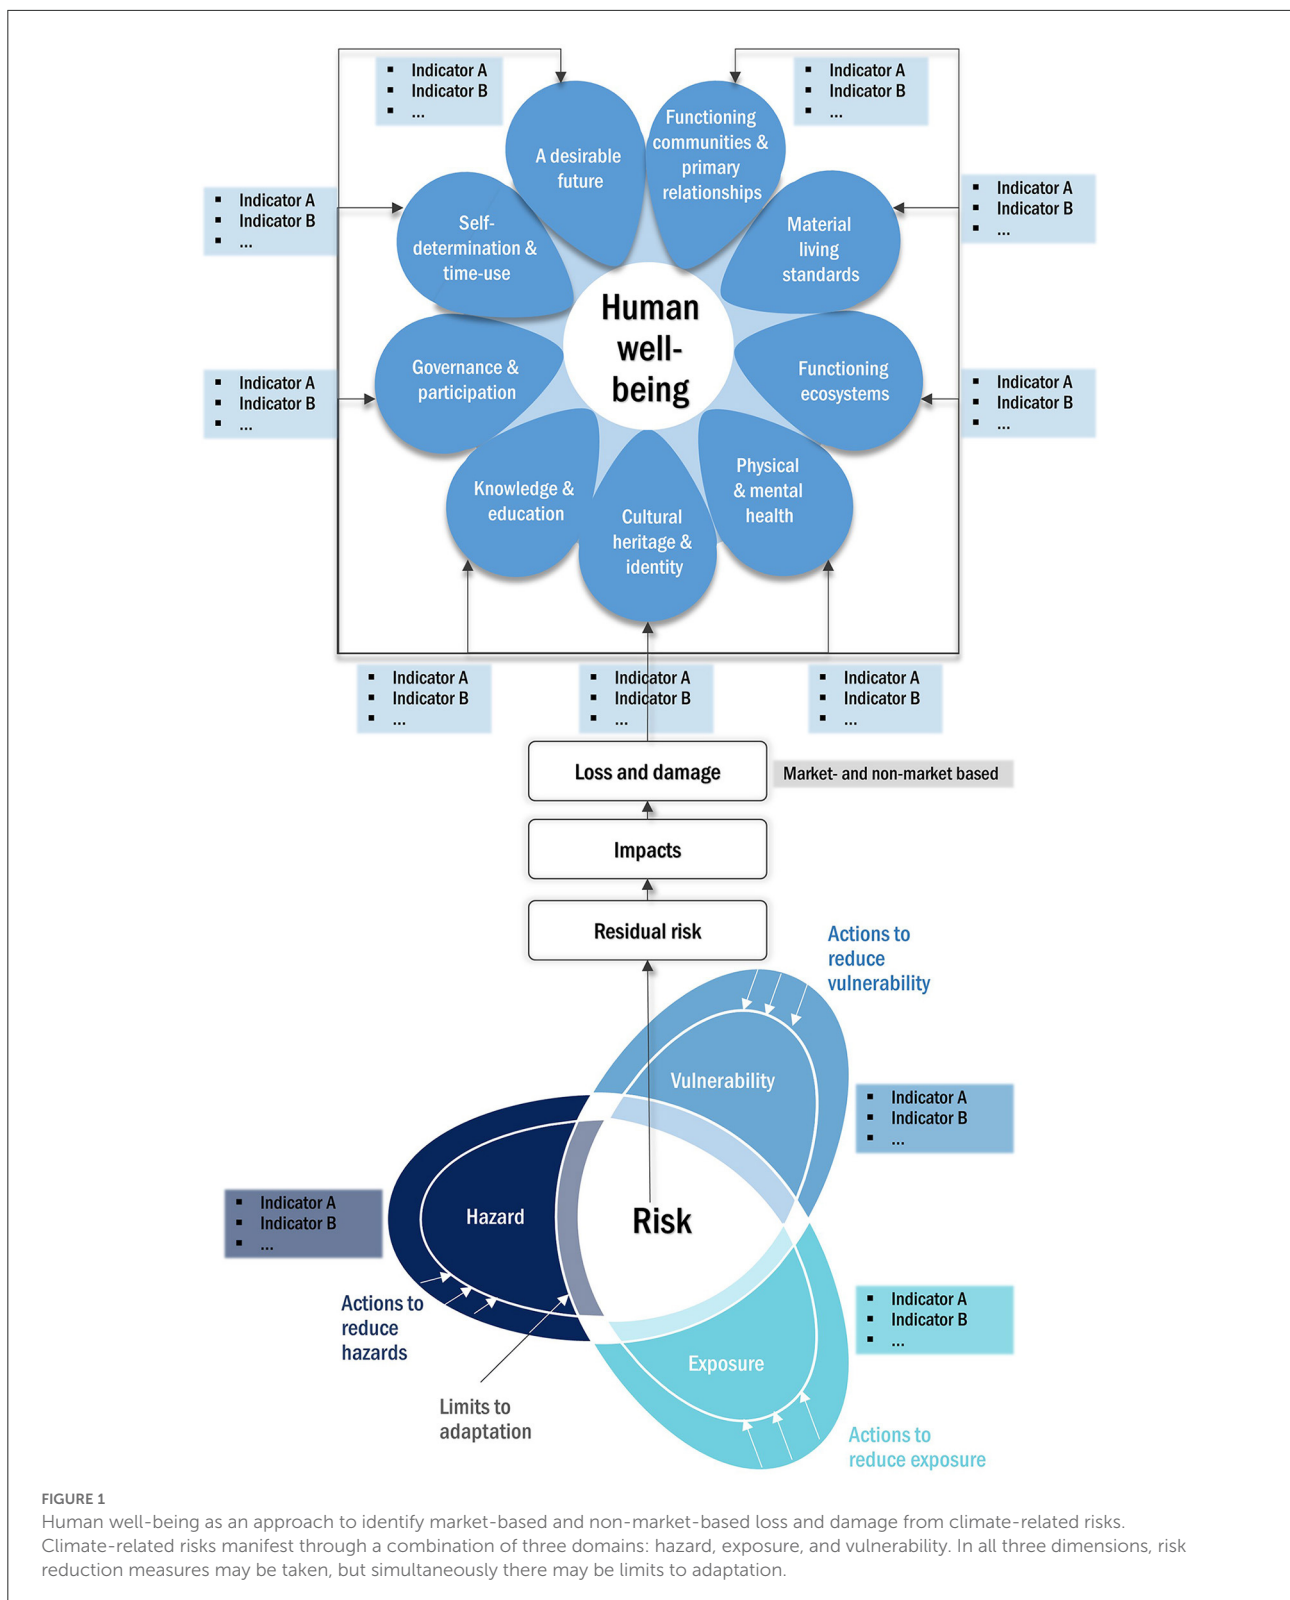 ▪ Indicator A
▪ Indicator B
▪ ...
▪ Indicator A
▪ Indicator B
▪ ...
A desirable
future
Functioning
communities &
primary
relationships
▪ Indicator A
▪ Indicator B
▪ ...
▪ Indicator A
▪ Indicator B
▪ ...
Self-
determination &
time-use
Material
living
standards
Human
well-
being
Governance &
participation
Functioning
ecosystems
▪ Indicator A
▪ Indicator B
▪ ...
▪ Indicator A
▪ Indicator B
▪ ...
Knowledge &
education
Cultural
heritage &
identity
Physical
& mental
health
▪ Indicator A
▪ Indicator B
▪ ...
▪ Indicator A
▪ Indicator B
▪ ...
▪ Indicator A
▪ Indicator B
▪ ...
Loss and damage
Market- and non-market based
Impacts
Residual risk
Actions to
reduce
vulnerability
Vulnerability
▪ Indicator A
▪ Indicator B
▪ ...
▪ Indicator A
▪ Indicator B
▪ ...
Hazard
Risk
Actions to
reduce
hazards
▪ Indicator A
▪ Indicator B
▪ ...
Exposure
Limits to
adaptation
Actions to
reduce exposure
FIGURE 1
Human well-being as an approach to identify market-based and non-market-based loss and damage from climate-related risks.
Climate-related risks manifest through a combination of three domains: hazard, exposure, and vulnerability. In all three dimensions, risk
reduction measures may be taken, but simultaneously there may be limits to adaptation.